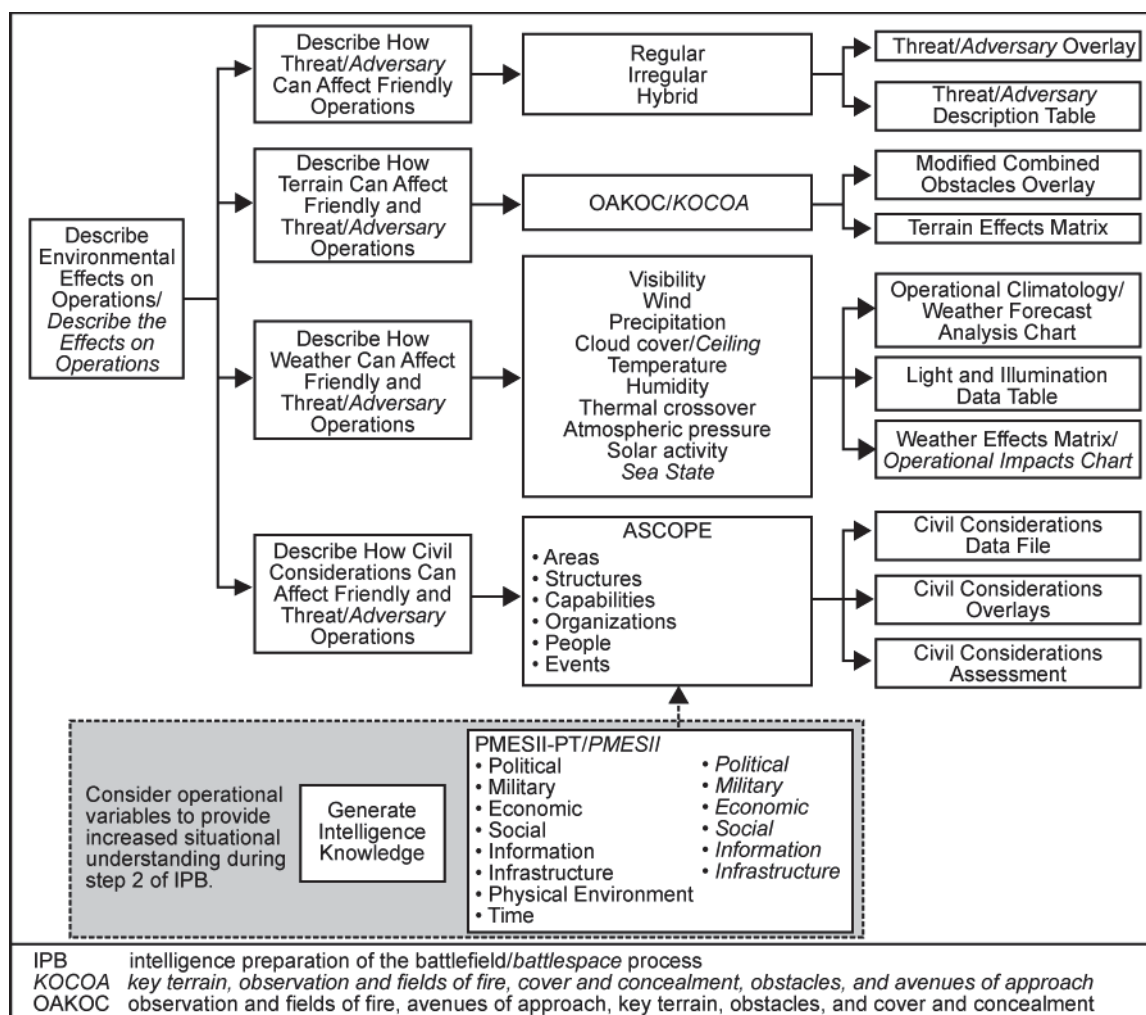 Describe
Environmental
Effects on
Operations/
Describe the
Effects on
Operations
Describe How
Threat/Adversary
Can Affect Friendly
Operations
Regular
Irregular
Hybrid
Threat/Adversary Overlay
Threat/Adversary
Description Table
Describe How
Terrain Can Affect
Friendly and
Threat/Adversary
Operations
OAKOC/KOCOA
Modified Combined
Obstacles Overlay
Terrain Effects Matrix
Describe How
Weather Can Affect
Friendly and
Threat/Adversary
Operations
Visibility
Wind
Precipitation
Cloud cover/Ceiling
Temperature
Humidity
Thermal crossover
Atmospheric pressure
Solar activity
Sea State
Operational Climatology/
Weather Forecast
Analysis Chart
Light and Illumination
Data Table
Weather Effects Matrix/
Operational Impacts Chart
Describe How Civil
Considerations Can
Affect Friendly and
Threat/Adversary
Operations
ASCOPE
• Areas
• Structures
• Capabilities
• Organizations
• People
• Events
Civil Considerations
Data File
Civil Considerations
Overlays
Civil Considerations
Assessment
Consider operational
variables to provide
increased situational
understanding during
step 2 of IPB.
Generate
Intelligence
Knowledge
PMESII-PT/PMESII
• Political
• Military
• Economic
• Social
• Information
• Infrastructure
• Physical Environment
• Time
• Political
• Military
• Economic
• Social
• Information
• Infrastructure
IPB intelligence preparation of the battlefield/battlespace process
KOCOA key terrain, observation and fields of fire, cover and concealment, obstacles, and avenues of approach
OAKOC observation and fields of fire, avenues of approach, key terrain, obstacles, and cover and concealment